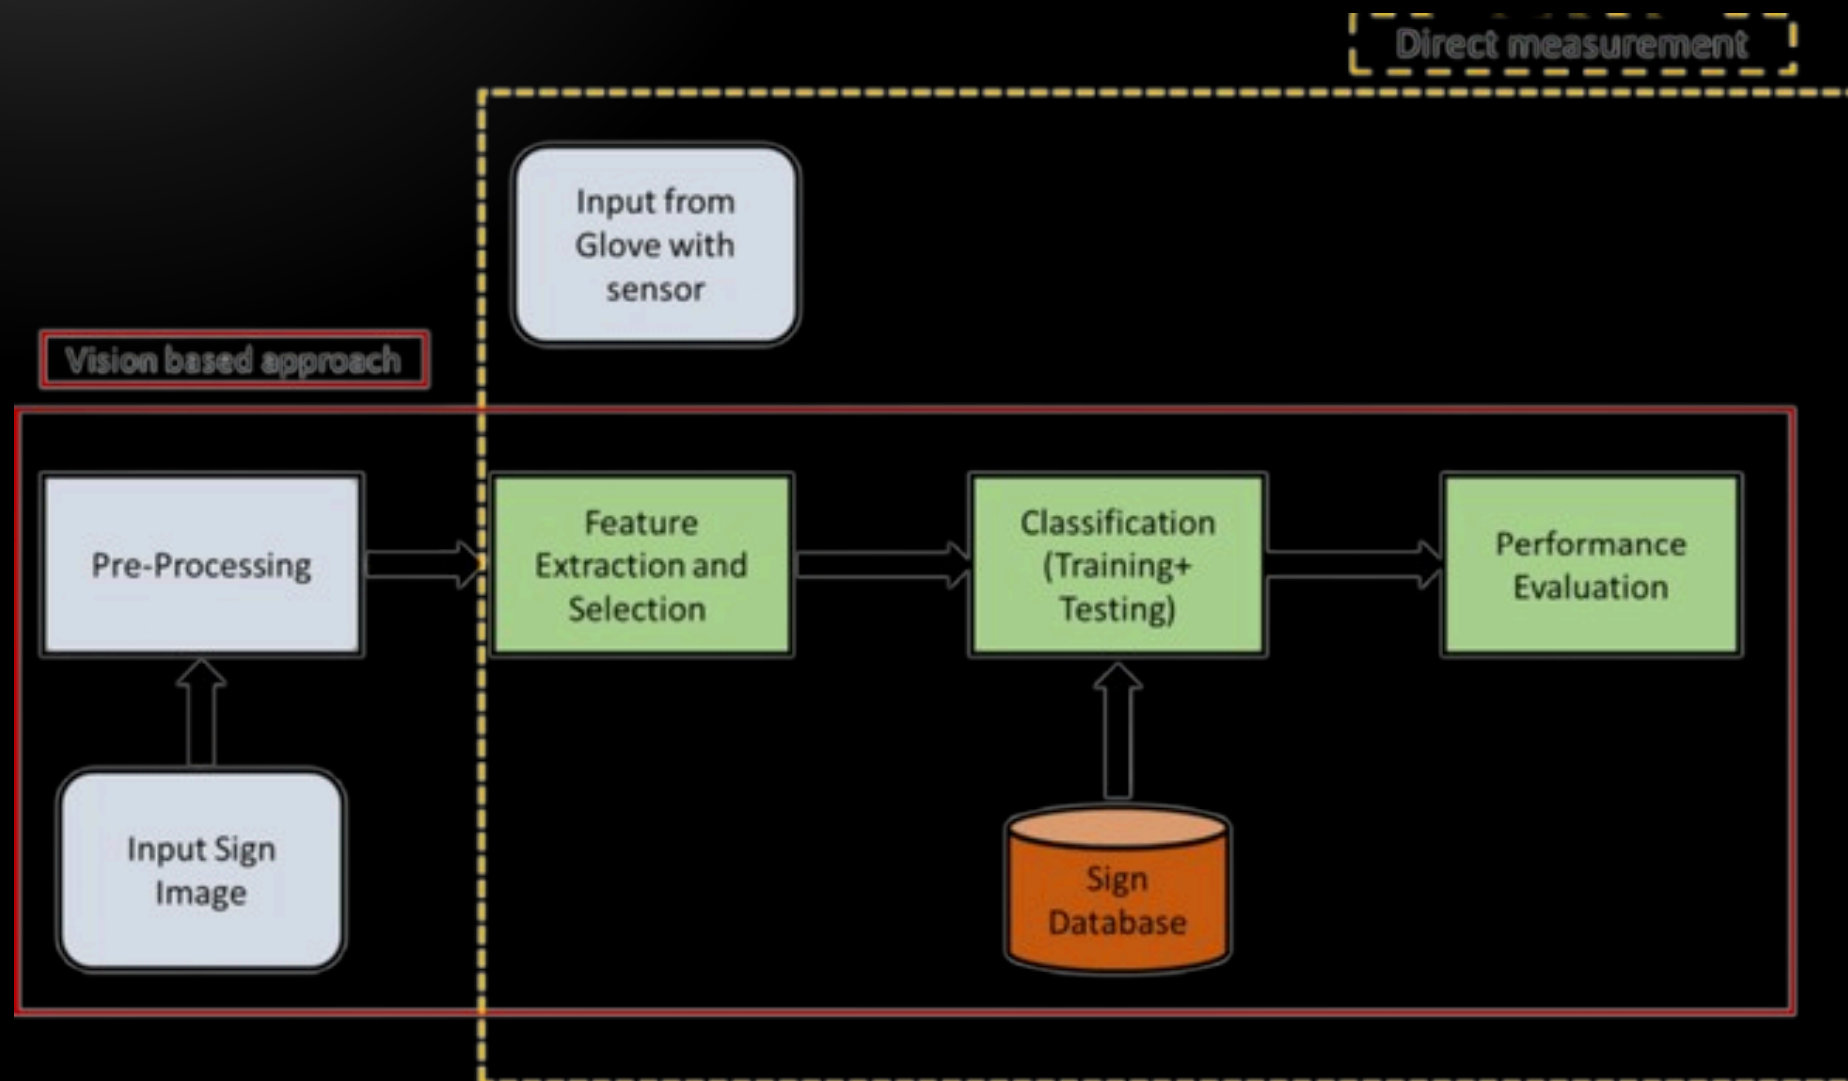 Direct measurement
Input from
Glove with
sensor
Vision based approach
Pre-Processing
Feature
Extraction and
Selection
Classification
(Training+
Testing)
Performance
Evaluation
Input Sign
Image
Sign
Database